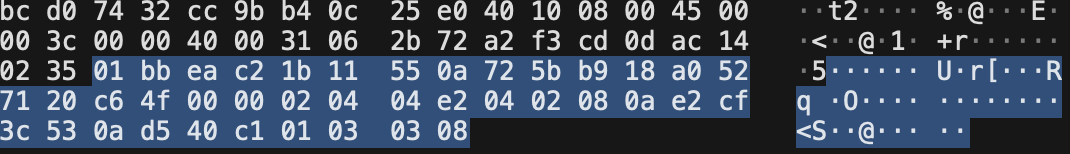 bc d0 74 32 cc 9b b4 0c  25 e0 40 10 08 00 45 00  ··t2···· %·@···E·
00 3c 00 00 40 00 31 06  2b 72 a2 f3 cd 0d ac 14  ·<··@·1· +r······
02 35 01 bb ea c2 1b 11  55 0a 72 5b b9 18 a0 52  ·5······ U·r[···R
71 20 c6 4f 00 00 02 04  04 e2 04 02 08 0a e2 cf  q ·O···· ········
3c 53 0a d5 40 c1 01 03  03 08  <S··@··· ··